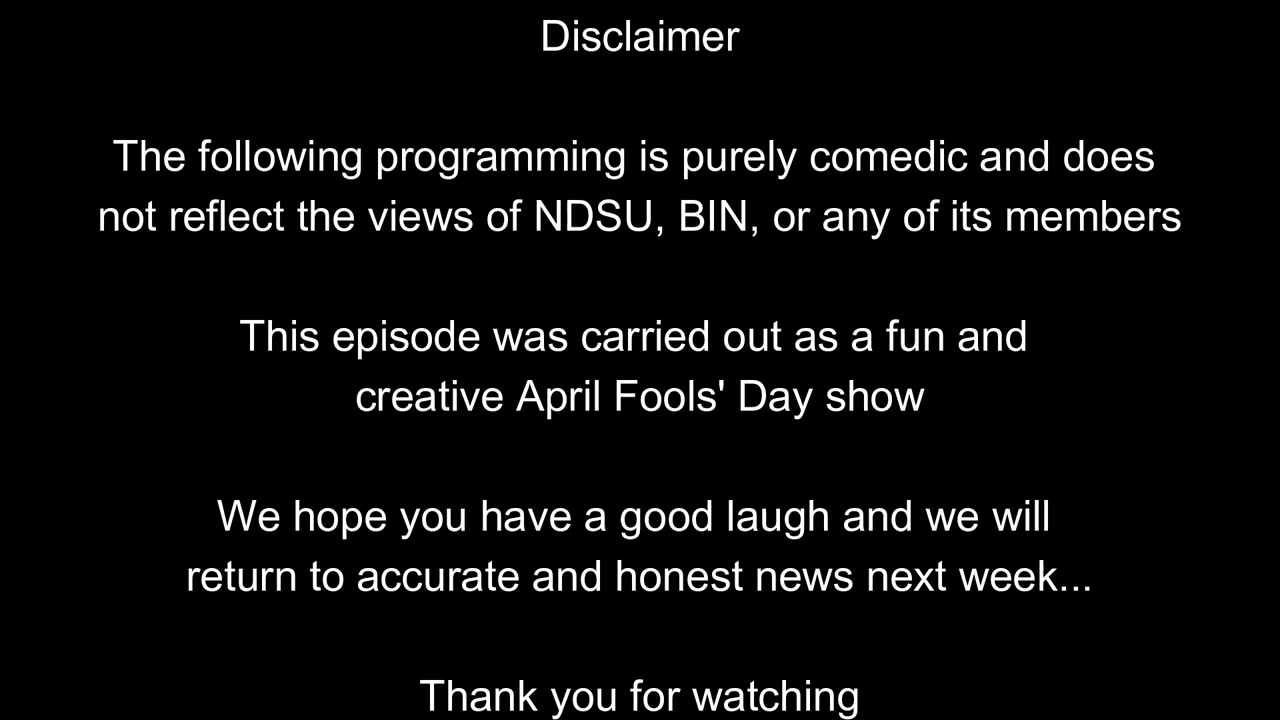 Disclaimer
The following programming is purely comedic and does
not reflect the views of NDSU, BIN, or any of its members
This episode was carried out as a fun and
creative April Fools' Day show
We hope you have a good laugh and we will
return to accurate and honest news next week...
Thank you for watching